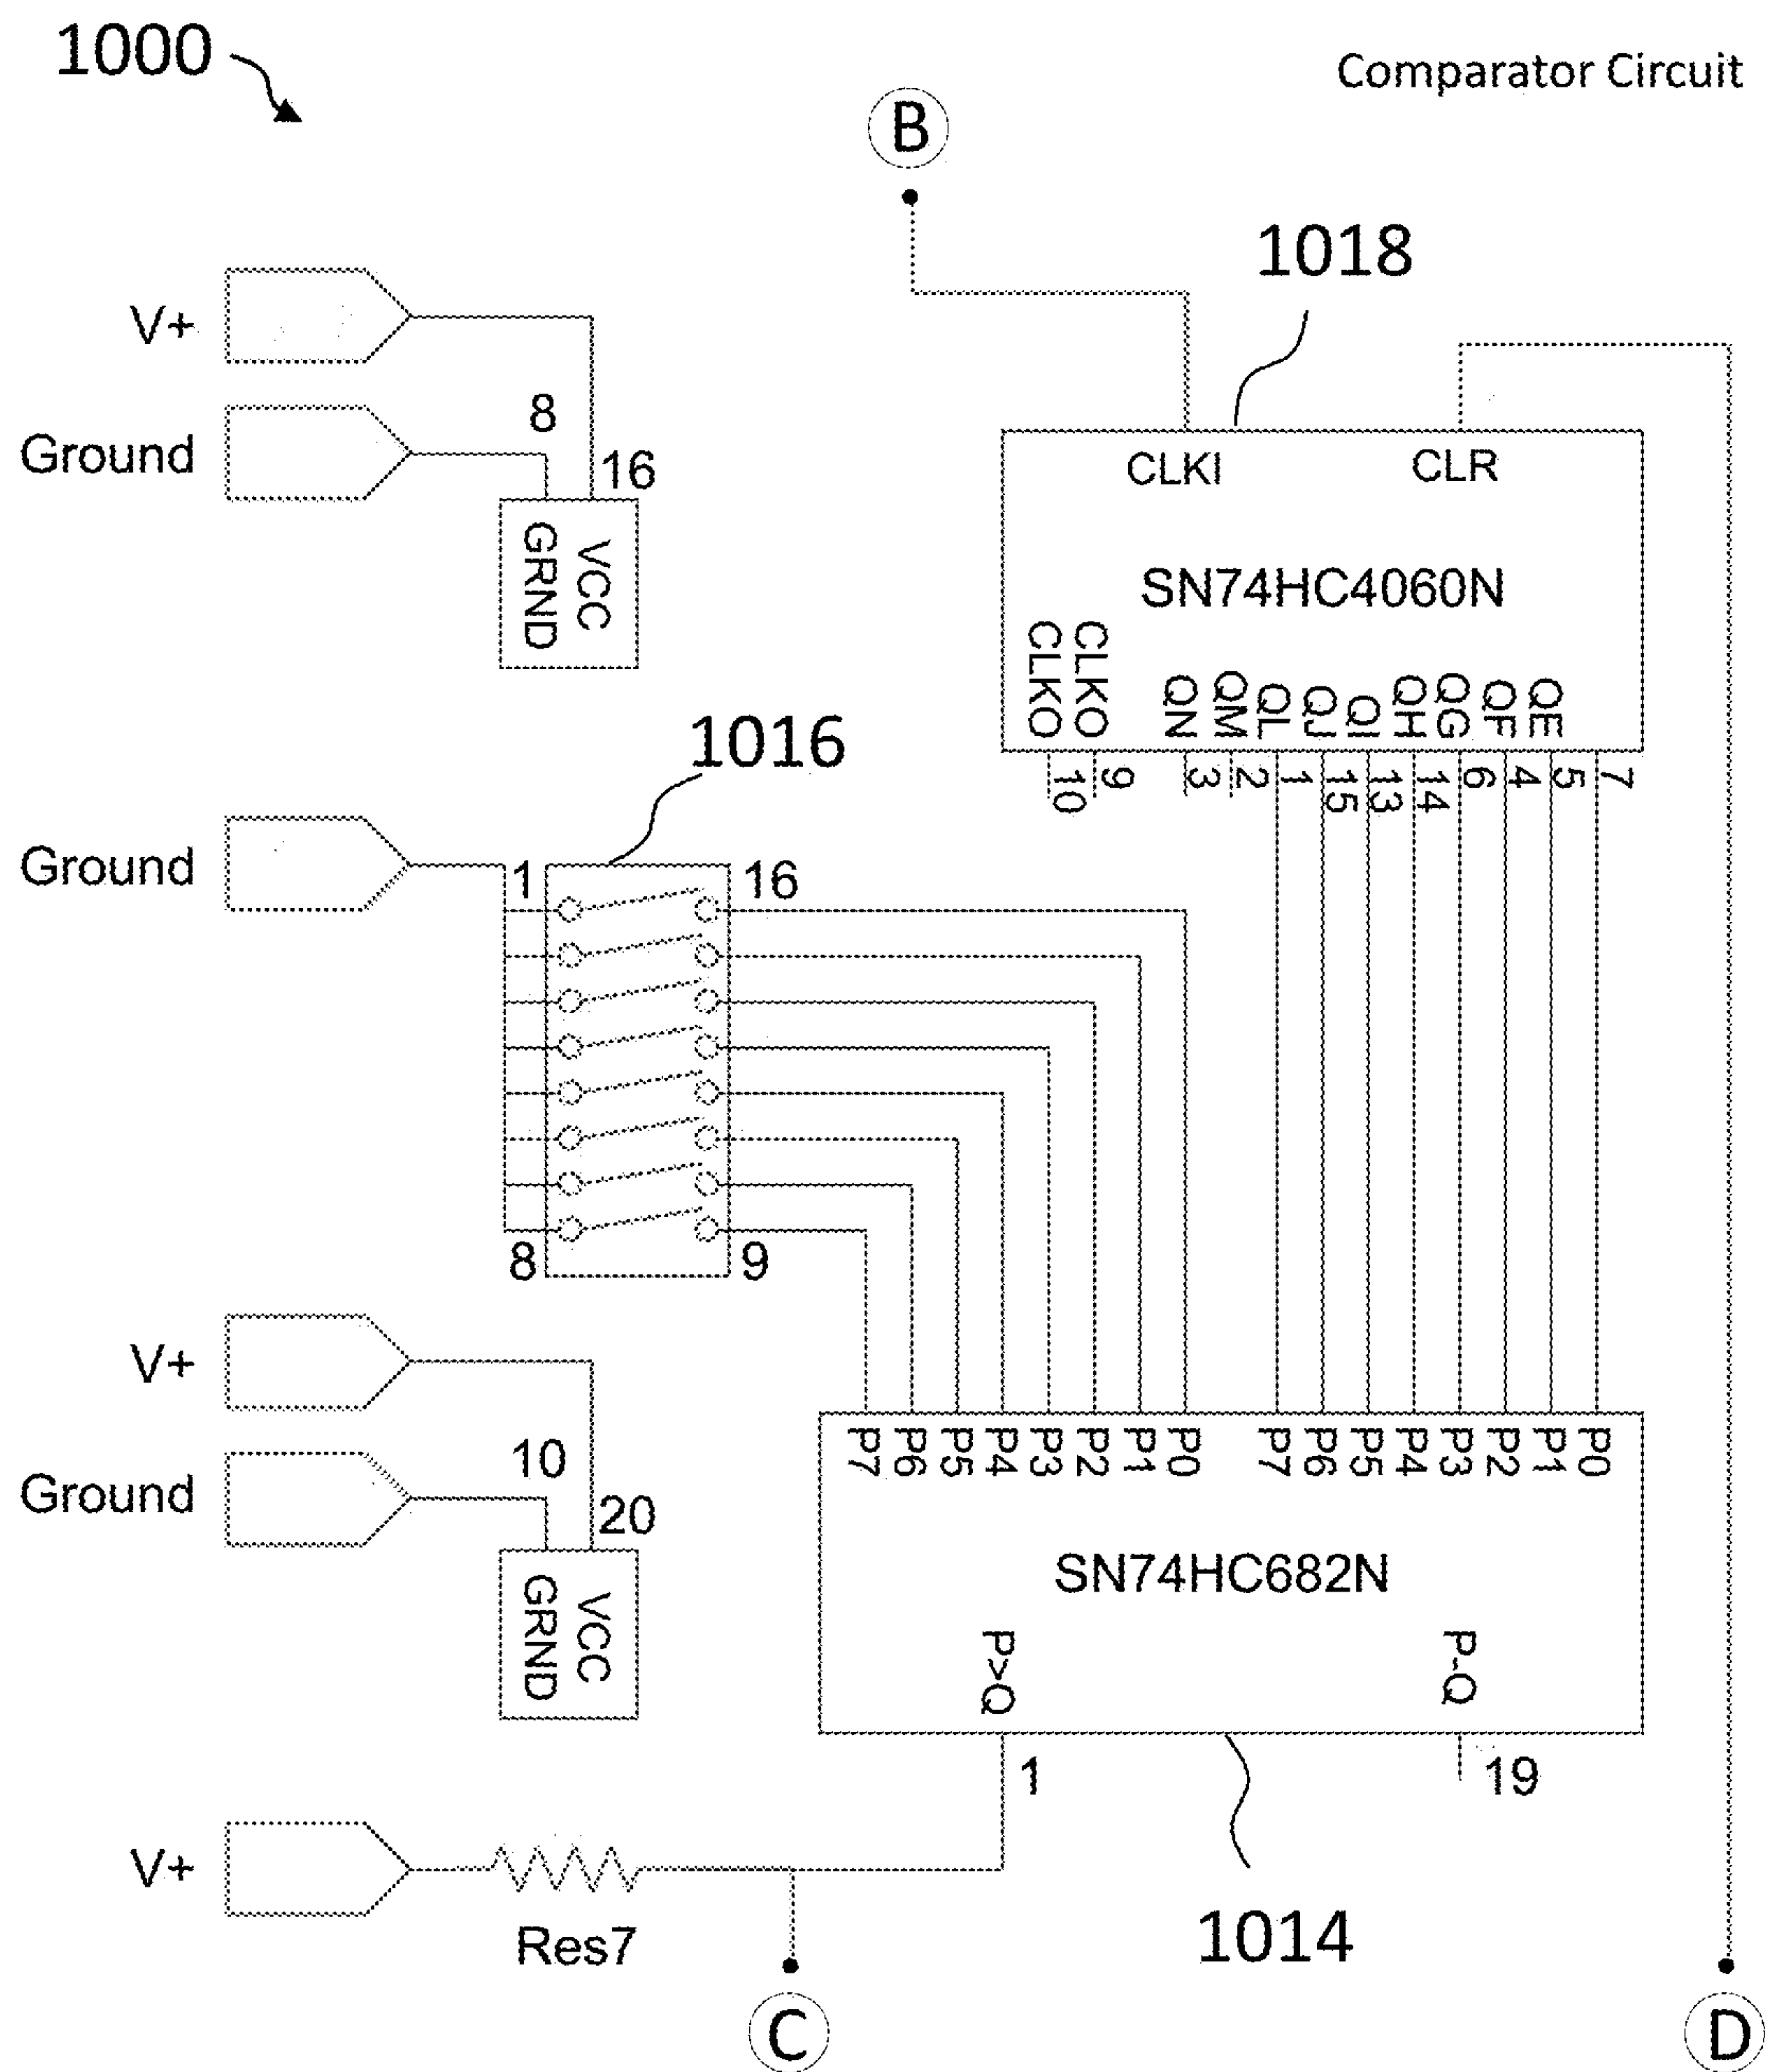 1000
Comparator Circuit
B
1018
V+
8
Ground
16
GRND
VCC
CLKI
CLR
SN74HC4060N
CLKO
CLKO
QN
QM
QL
QJ
QI
QH
QG
QF
QE
10
9
3
2
1
15
13
14
6
4
5
7
1016
Ground
1
16
8
9
V+
10
Ground
20
GRND
VCC
P7
P6
P5
P4
P3
P2
P1
P0
P7
P6
P5
P4
P3
P2
P1
P0
SN74HC682N
P>Q
P-Q
1
19
V+
Res7
1014
C
D